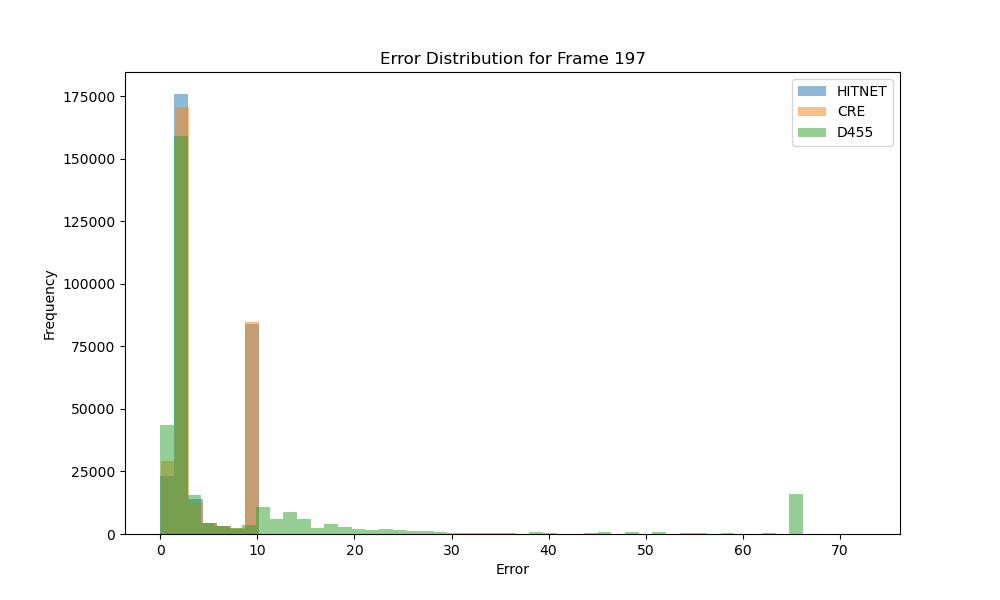 Error Distribution for Frame 197
HITNET
CRE
D455
175000
150000
125000
100000
75000
50000
25000
0
Frequency
0 10 20 30 40 50 60 70
Error